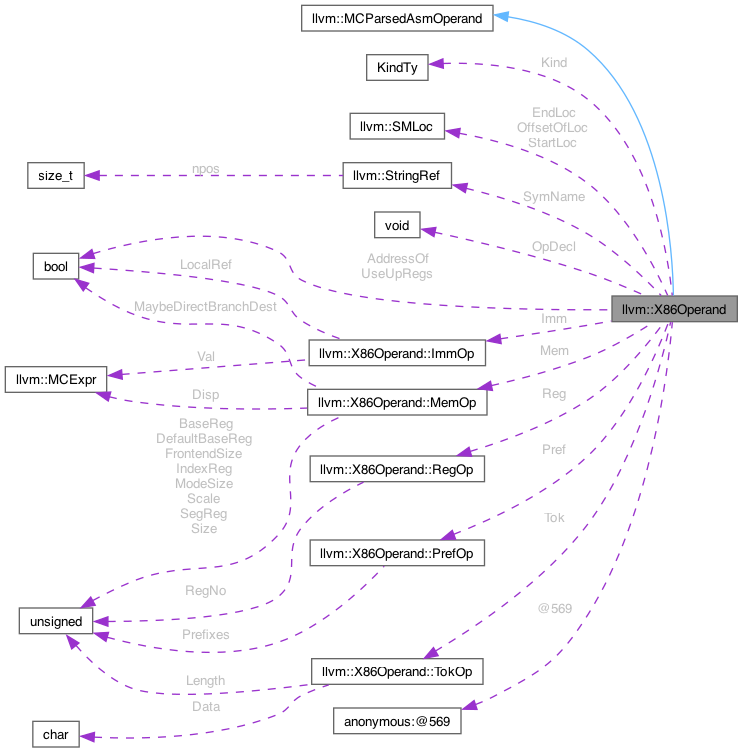 llvm::MCParsedAsmOperand
KindTy
Kind
llvm::SMLoc
EndLoc
OffsetOfLoc
StartLoc
size_t
npos
llvm::StringRef
SymName
void
OpDecl
bool
LocalRef
AddressOf
UseUpRegs
MaybeDirectBranchDest
llvm::X86Operand
Imm
llvm::X86Operand::ImmOp
Val
llvm::MCExpr
Disp
Mem
llvm::X86Operand::MemOp
Reg
BaseReg
DefaultBaseReg
FrontendSize
IndexReg
ModeSize
Scale
SegReg
Size
llvm::X86Operand::RegOp
Pref
Tok
llvm::X86Operand::PrefOp
RegNo
@569
unsigned
Prefixes
llvm::X86Operand::TokOp
Length
Data
char
anonymous:@569